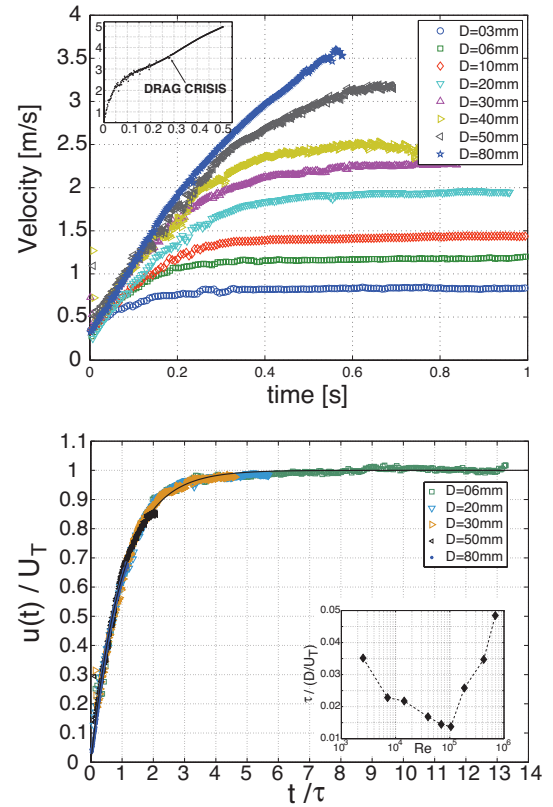 5
4
3
2
1
0 0.1 0.2 0.3 0.4 0.5
DRAG CRISIS
4
3.5
3
2.5
2
1.5
1
0.5
0
Velocity [m/s]
D=03mm
D=06mm
D=10mm
D=20mm
D=30mm
D=40mm
D=50mm
D=80mm
0 0.2 0.4 0.6 0.8 1
time [s]
1.1
1
0.9
0.8
0.7
0.6
0.5
0.4
0.3
0.2
0.1
0
u(t) / U_T
D=06mm
D=20mm
D=30mm
D=50mm
D=80mm
0.05
0.04
0.03
0.02
0.01
τ / (D/U_T)
10^3 10^4 10^5 10^6
Re
0 1 2 3 4 5 6 7 8 9 10 11 12 13 14
t / τ